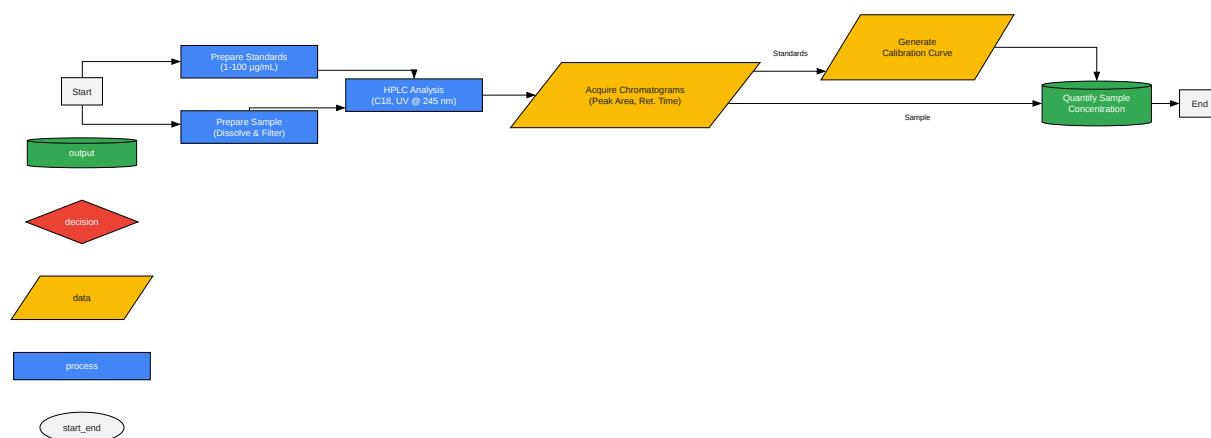 Start
Prepare Standards
(1-100 µg/mL)
Prepare Sample
(Dissolve & Filter)
HPLC Analysis
(C18, UV @ 245 nm)
Acquire Chromatograms
(Peak Area, Ret. Time)
Standards
Generate
Calibration Curve
Sample
Quantify Sample
Concentration
End
output
decision
data
process
start_end